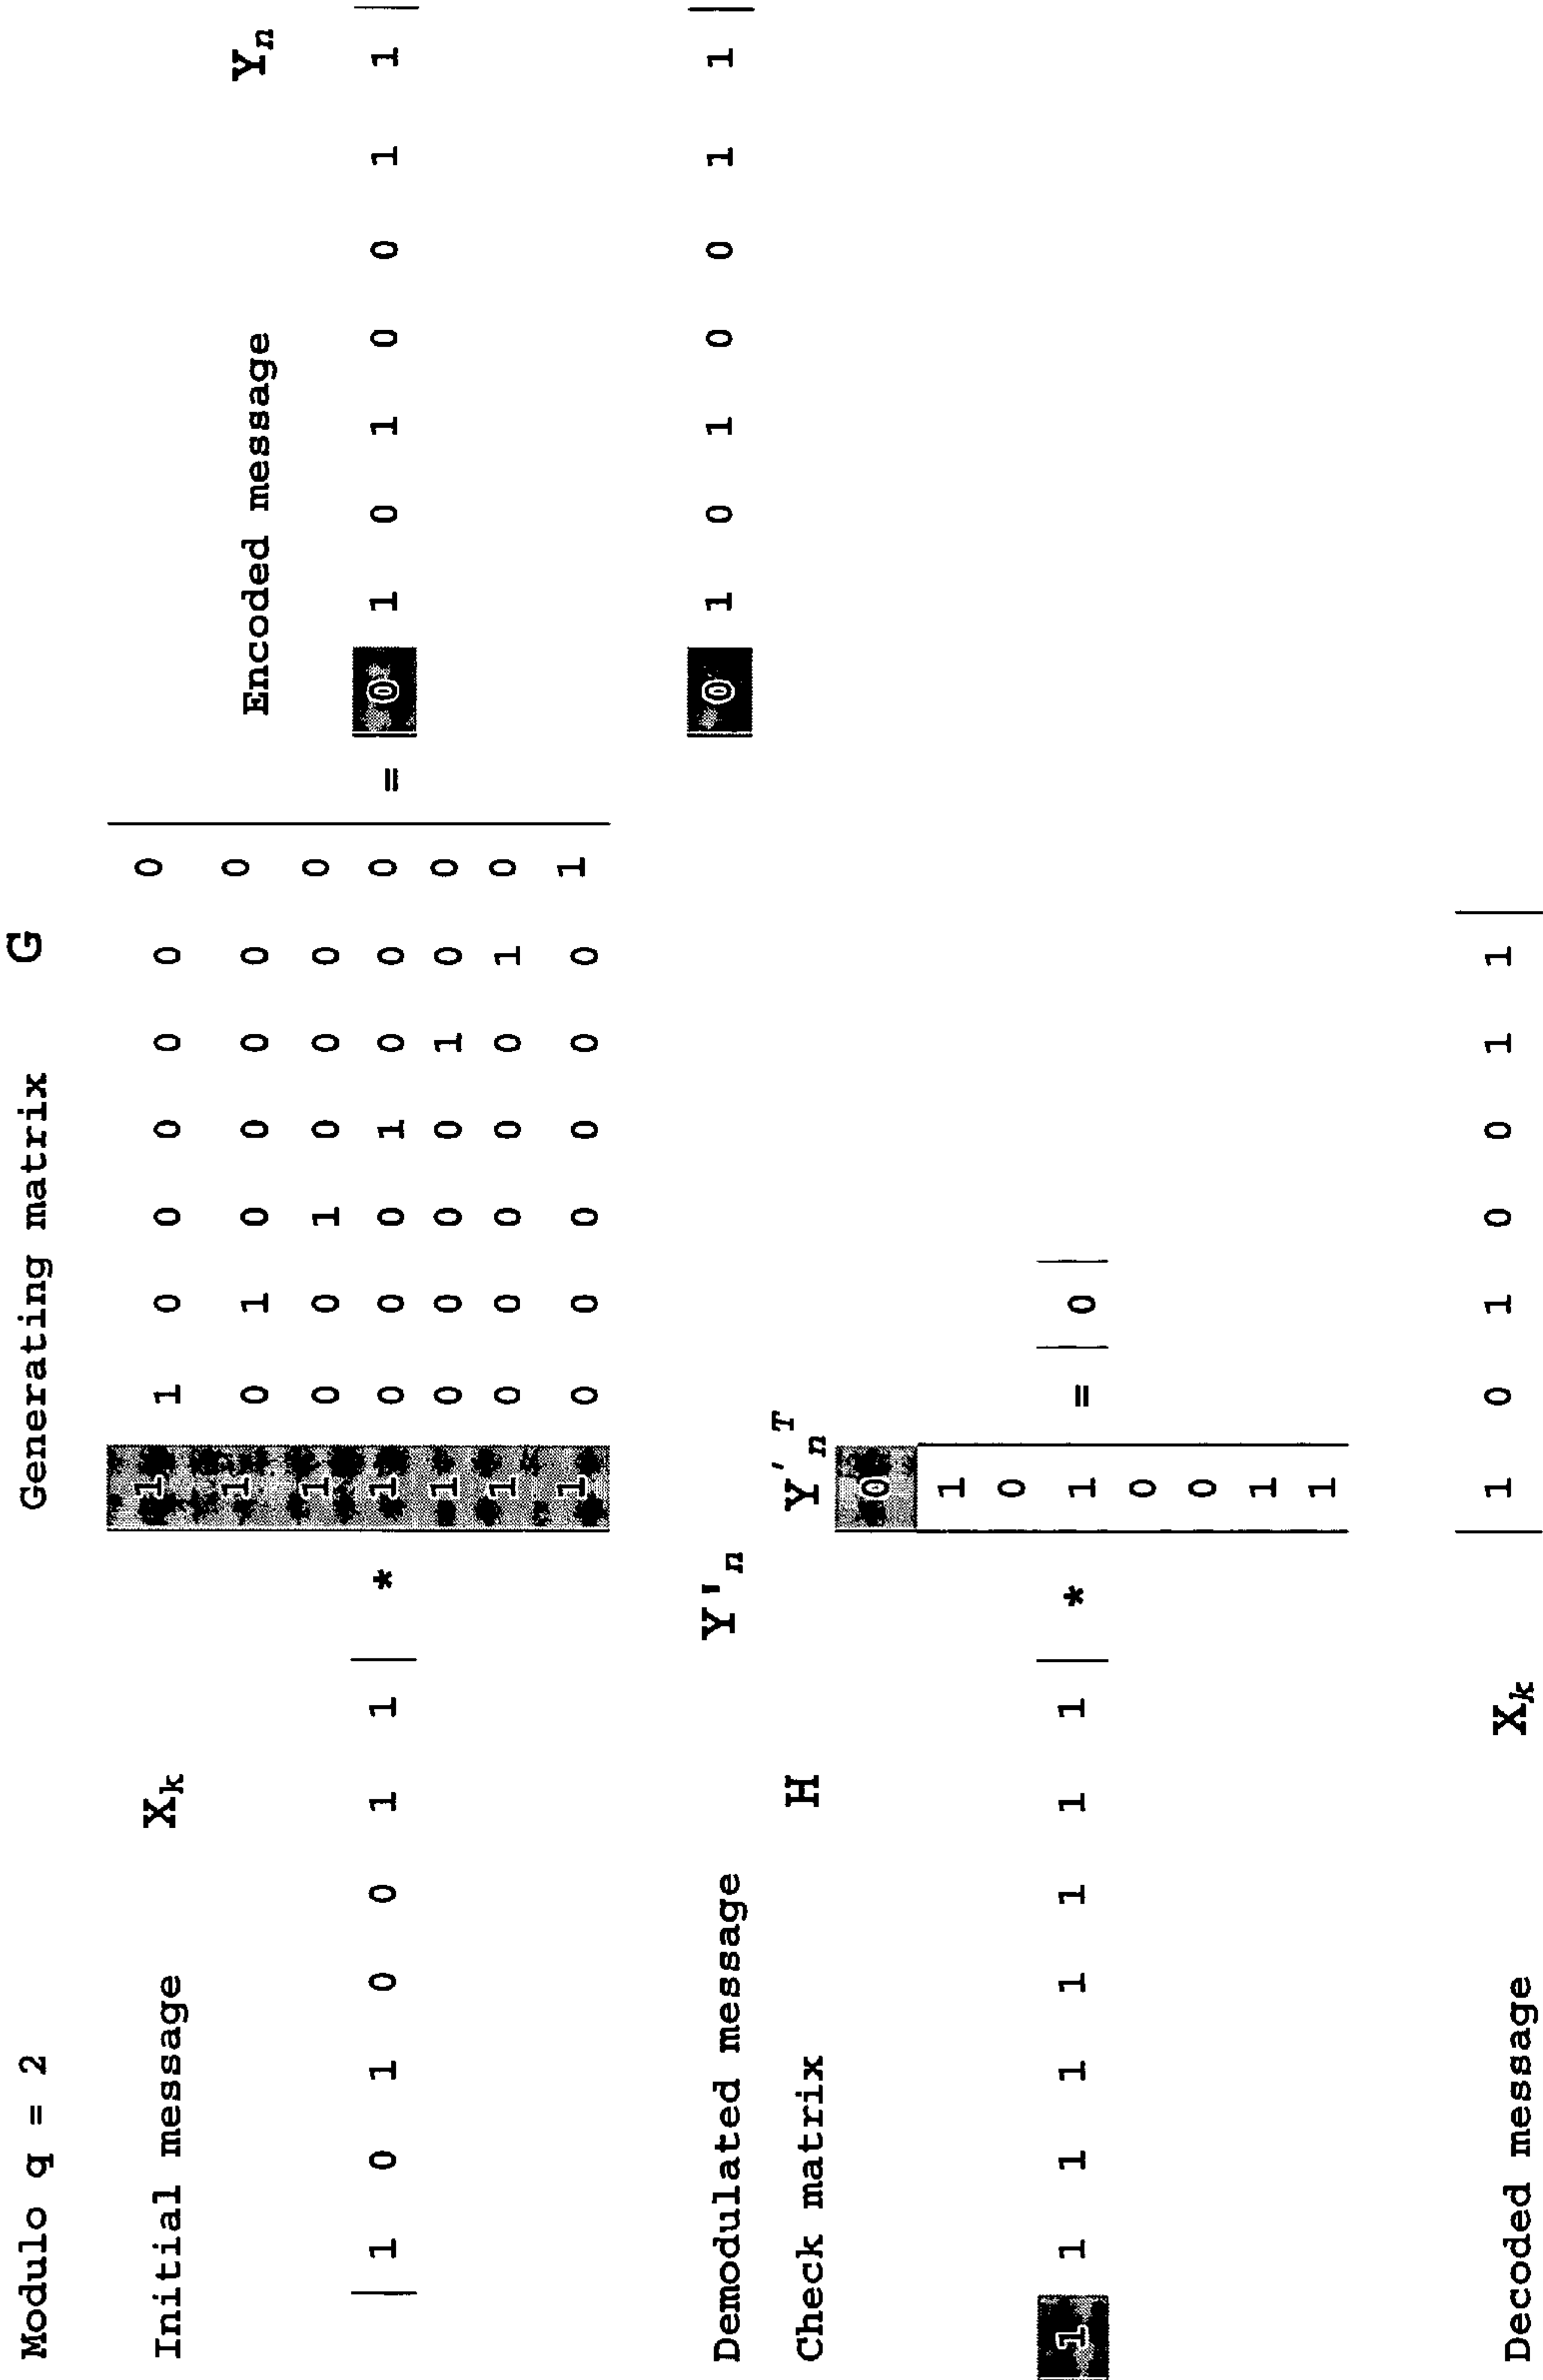 Modulo q = 2 Generating matrix G
Initial message Xk Encoded message Yn
1 1 0 0 0 0 0 0
1 0 1 0 0 0 0 0
1 0 0 1 0 0 0 0
| 1 0 1 0 0 1 1 | * 1 0 0 0 1 0 0 0 | = | 0 1 0 1 0 0 1 1 |
1 0 0 0 0 1 0 0
1 0 0 0 0 0 1 0
1 0 0 0 0 0 0 1
Demodulated message Y'n 0 1 0 1 0 0 1 1 |
Check matrix H Y'nT
0
1
0
1 1 1 1 1 1 1 1 | * 1 = | 0 |
0
0
1
1
Decoded message Xk | 1 0 1 0 0 1 1 |